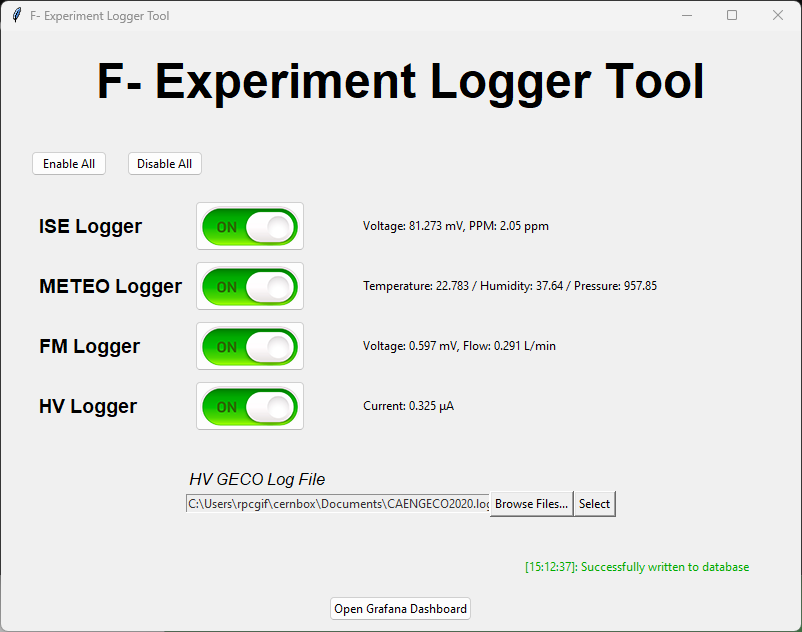 F- Experiment Logger Tool
F- Experiment Logger Tool
Enable All Disable All
ISE Logger ON Voltage: 81.273 mV, PPM: 2.05 ppm
METEO Logger ON Temperature: 22.783 / Humidity: 37.64 / Pressure: 957.85
FM Logger ON Voltage: 0.597 mV, Flow: 0.291 L/min
HV Logger ON Current: 0.325 µA
HV GECO Log File
C:\Users\rpcgif\cernbox\Documents\CAENGECO2020.log Browse Files... Select
[15:12:37]: Successfully written to database
Open Grafana Dashboard